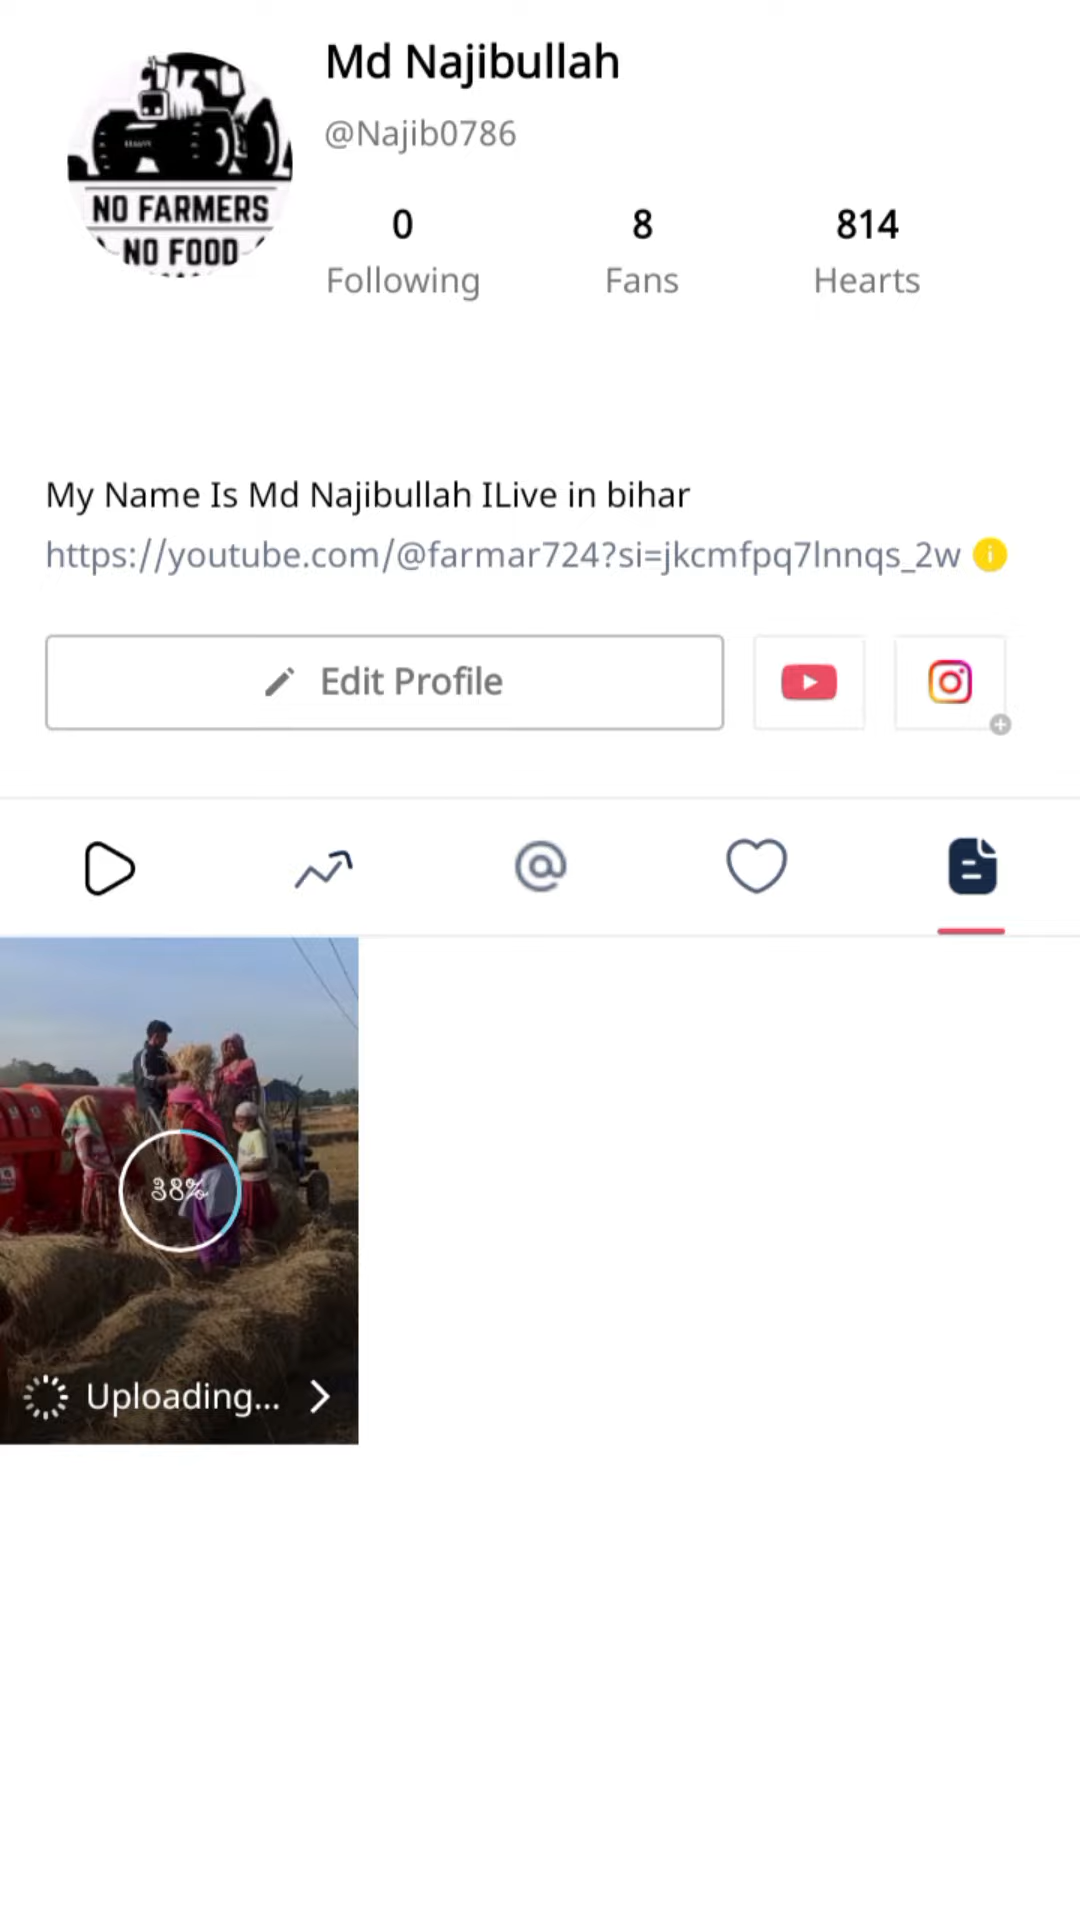 Md Najibullah
@Najib0786
NO FARMERS
NO FOOD
0 8 814
Following Fans Hearts
My Name Is Md Najibullah ILive in bihar
https://youtube.com/@farmar724?si=jkcmfpq7lnnqs_2w
Edit Profile
38%
Uploading...